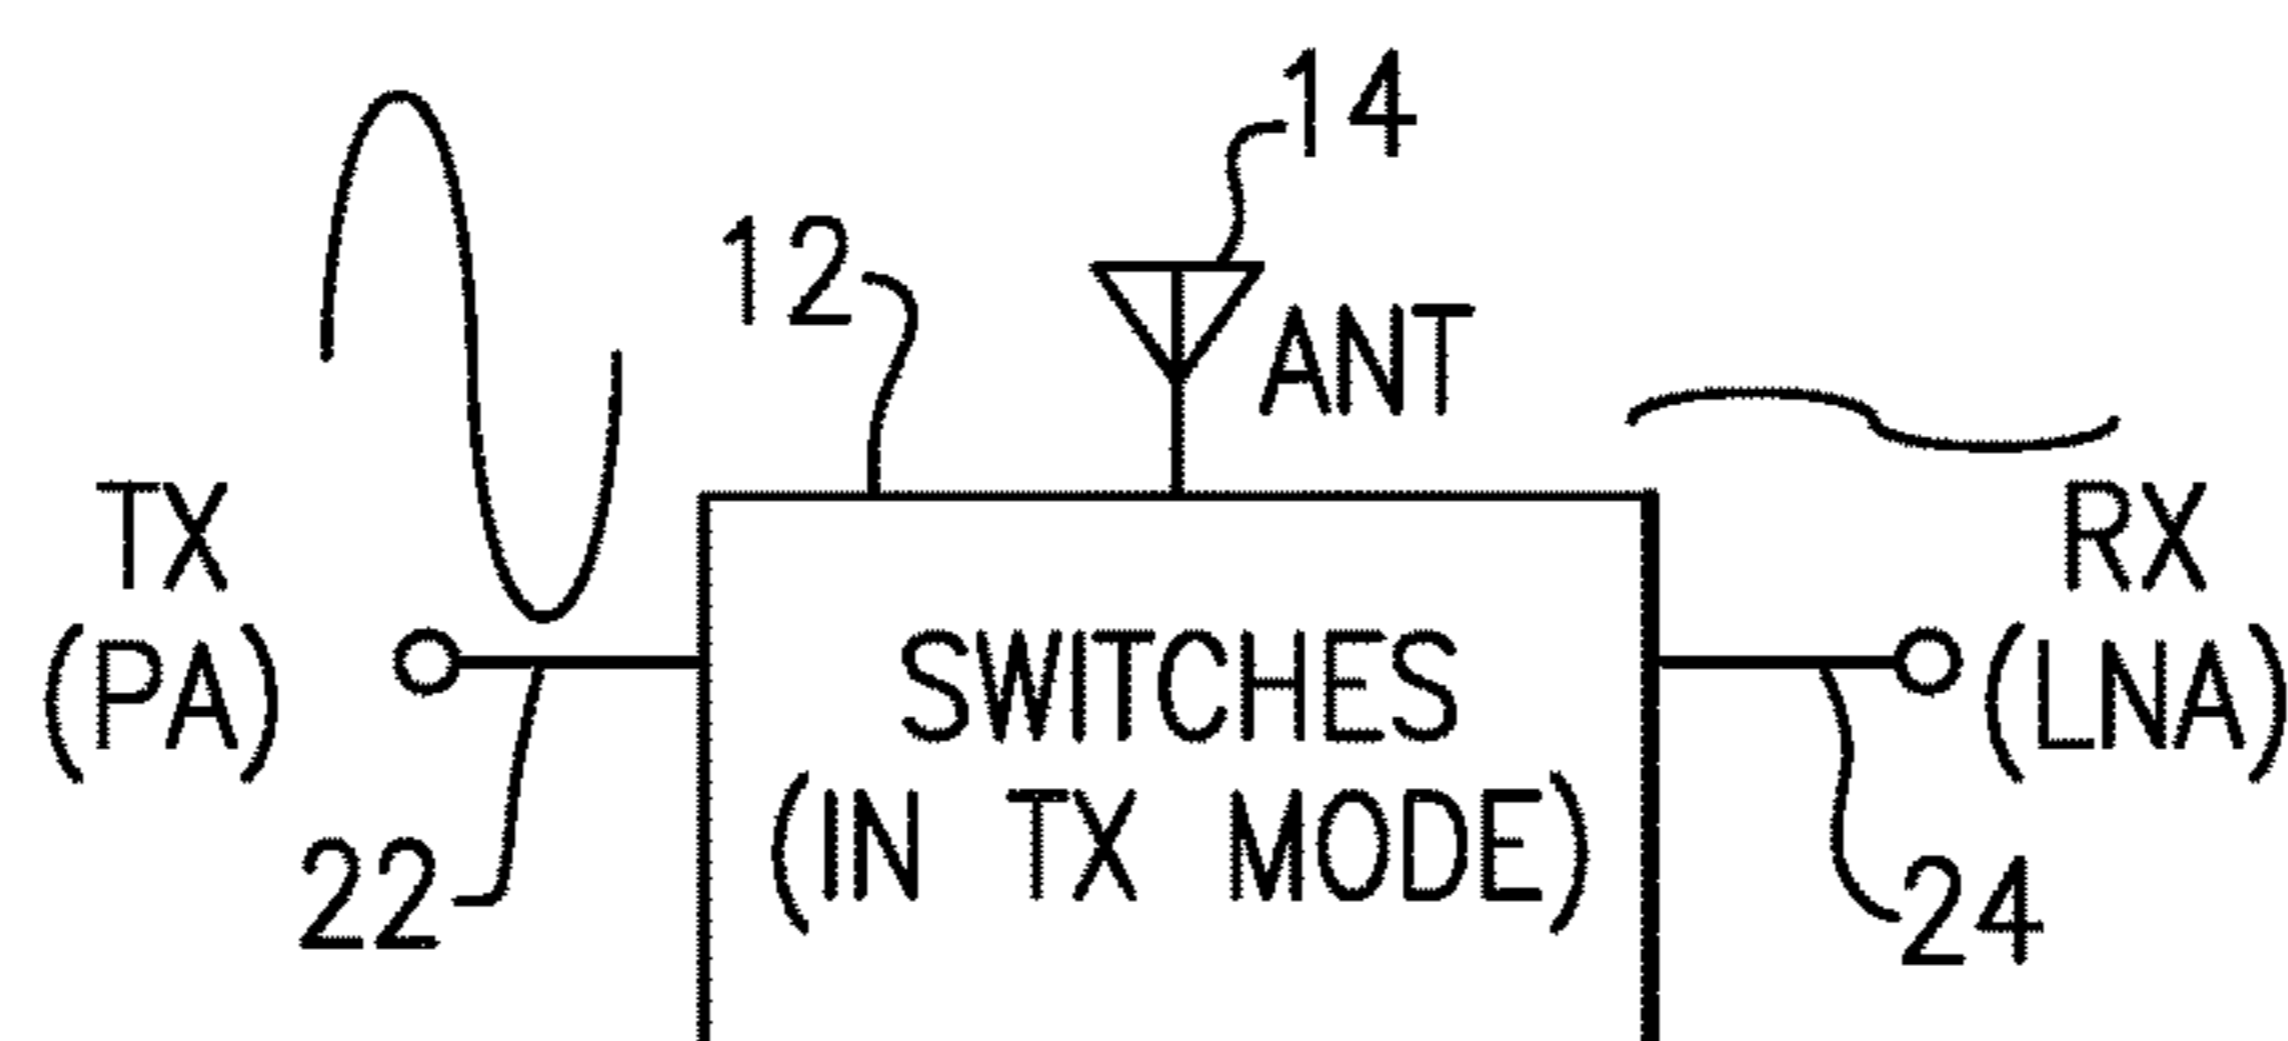 14
12
ANT
TX
(PA)
RX
(LNA)
SWITCHES
(IN TX MODE)
22
24